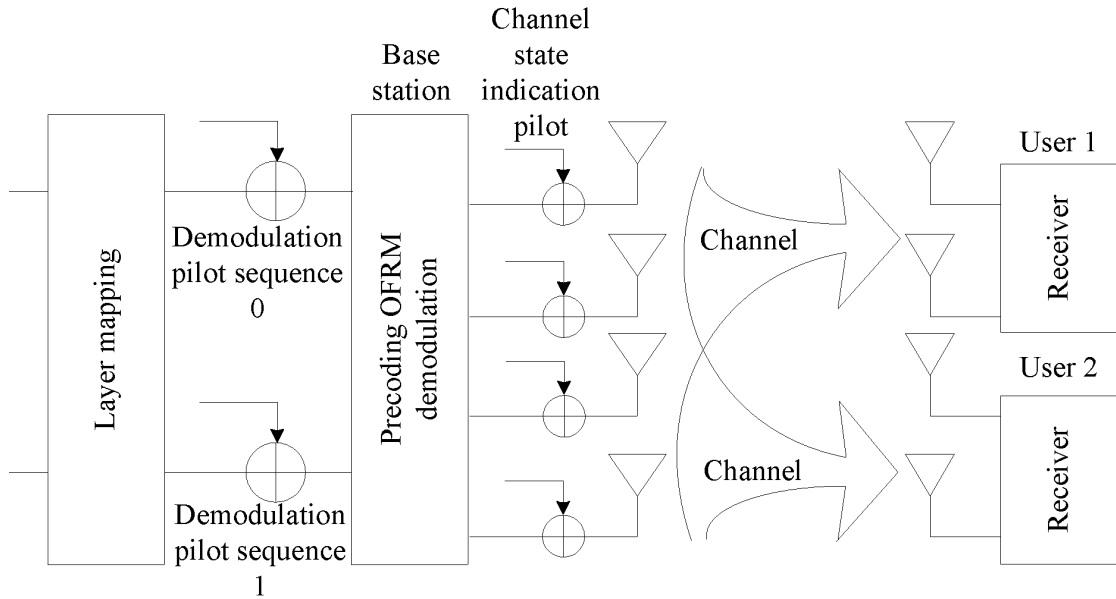 Channel
state
indication
pilot
Base
station
User 1
Layer mapping
Demodulation
pilot sequence
0
Precoding OFRM
demodulation
Channel
Receiver
User 2
Demodulation
pilot sequence
1
Channel
Receiver